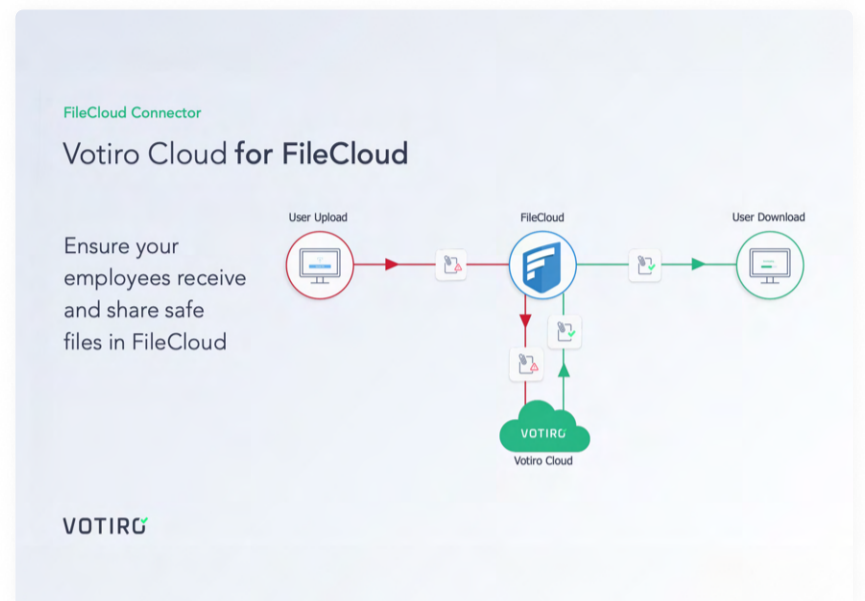 FileCloud Connector
Votiro Cloud for FileCloud
Ensure your
employees receive
and share safe
files in FileCloud
User Upload
FileCloud
User Download
VOTIRO
Votiro Cloud
VOTIRO